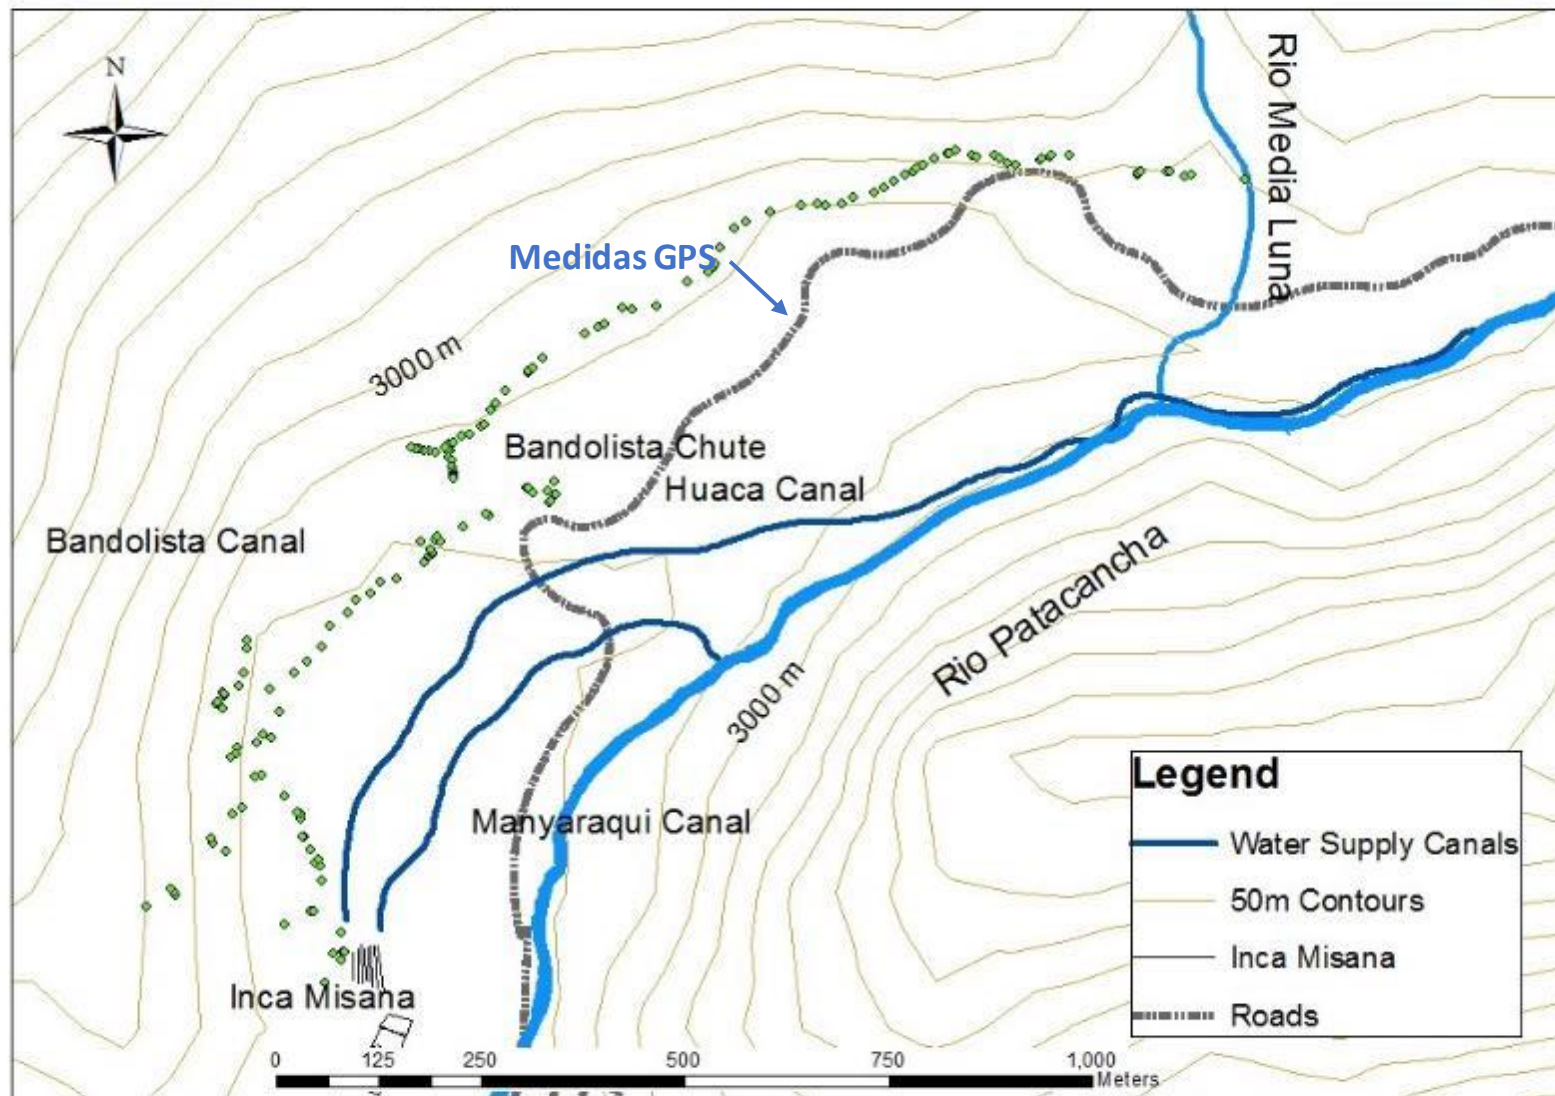 N
Rio Media Luna
Medidas GPS
3000 m
Bandolista Chute
Huaca Canal
Bandolista Canal
Rio Patacancha
3000 m
Manyaraqui Canal
Inca Misana
Legend
Water Supply Canals
50m Contours
Inca Misana
Roads
0 125 250 500 750 1,000
Meters